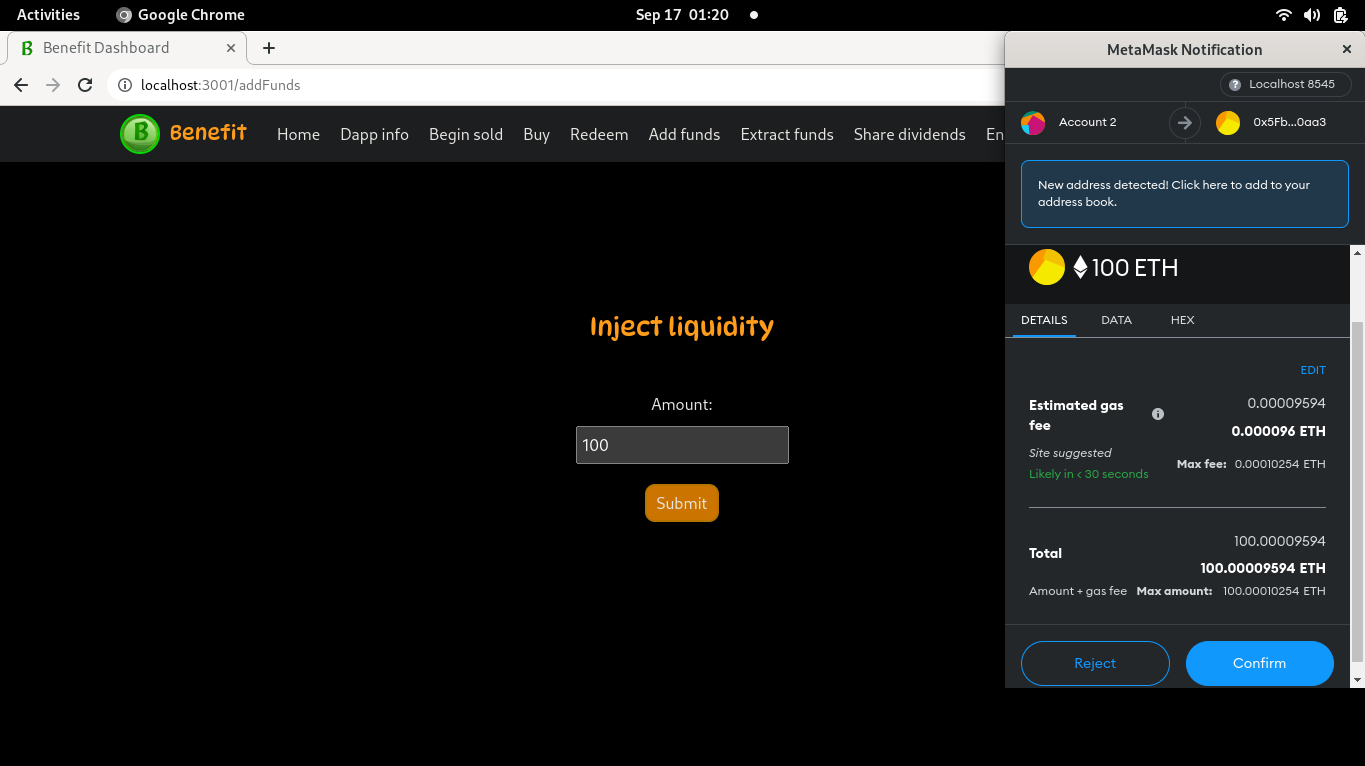 Activities
Google Chrome
Sep 17 01:20
Benefit Dashboard
MetaMask Notification
localhost:3001/addFunds
Localhost 8545
B Benefit
Home
Dapp info
Begin sold
Buy
Redeem
Add funds
Extract funds
Share dividends
En
Account 2
0x5Fb...0aa3
New address detected! Click here to add to your
address book.
100 ETH
DETAILS
DATA
HEX
EDIT
Inject liquidity
Amount:
100
Submit
Estimated gas
fee
0.00009594
0.000096 ETH
Site suggested
Likely in < 30 seconds
Max fee: 0.00010254 ETH
Total
100.00009594
100.00009594 ETH
Amount + gas fee
Max amount: 100.00010254 ETH
Reject
Confirm